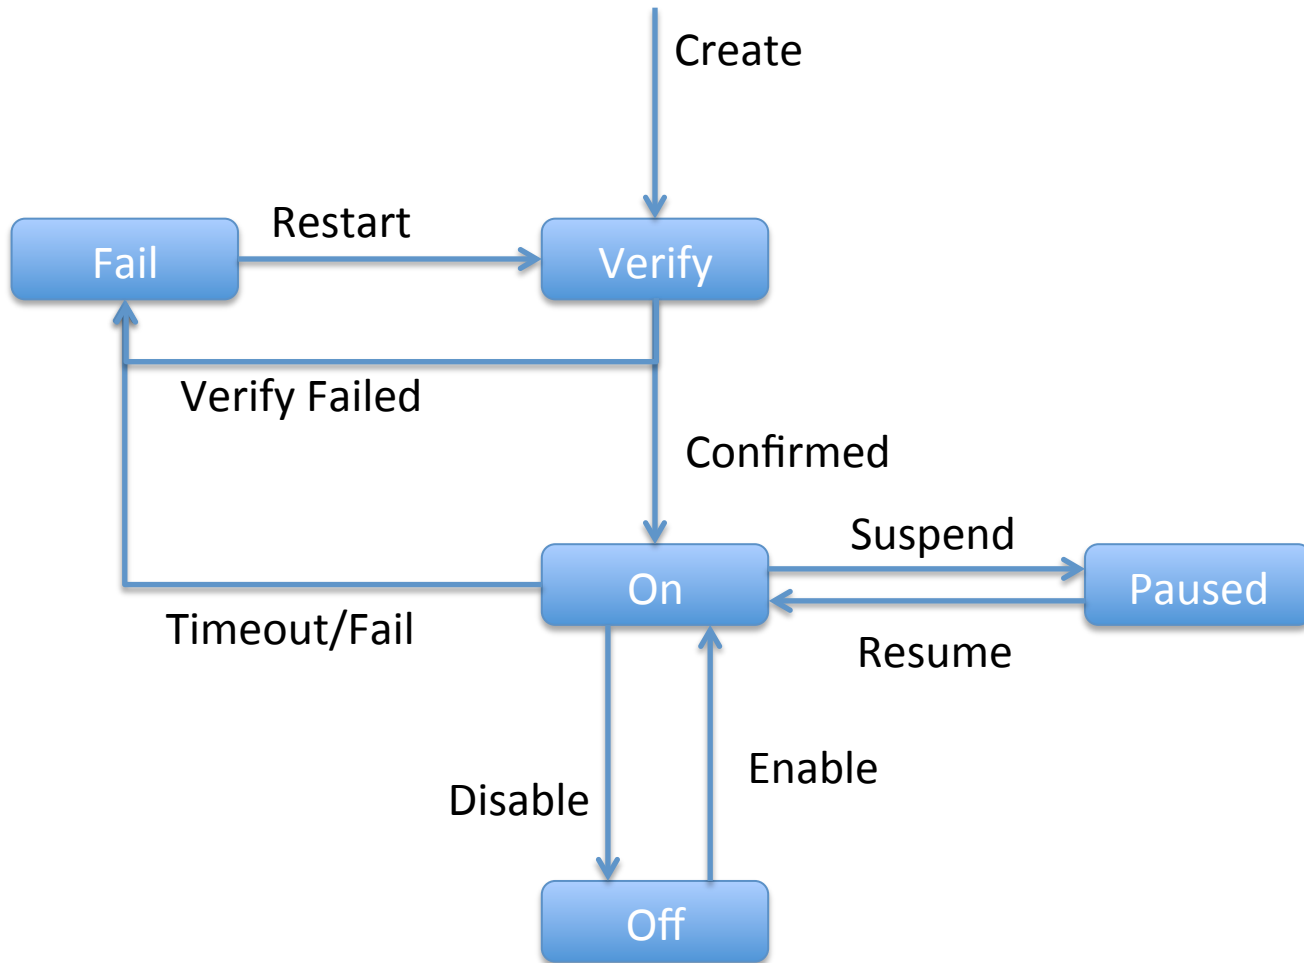 Create
Restart
Fail
Verify
Verify Failed
Confirmed
Suspend
On
Paused
Timeout/Fail
Resume
Enable
Disable
Off